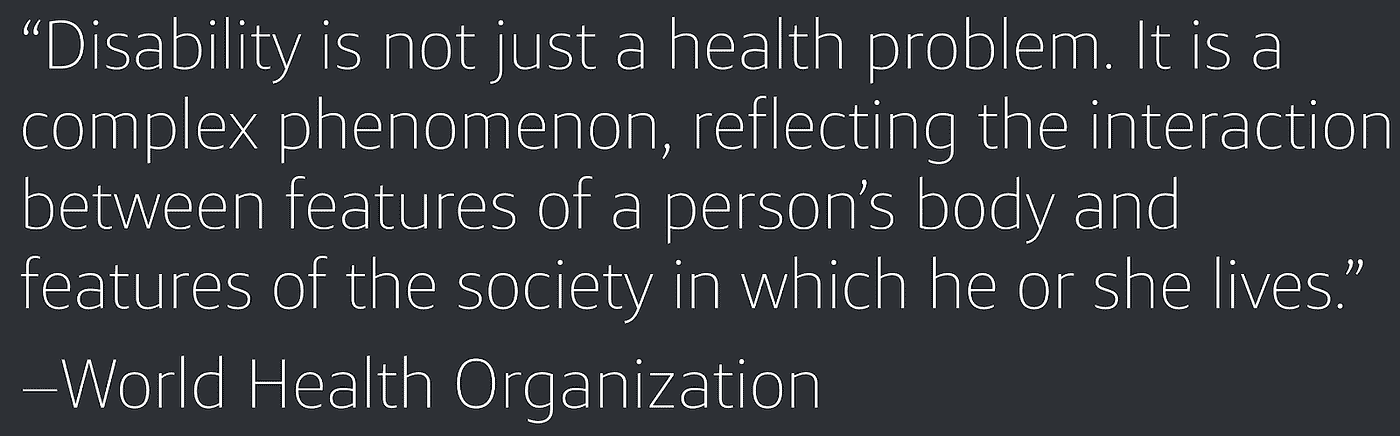 “Disability is not just a health problem. It is a
complex phenomenon, reflecting the interaction
between features of a person’s body and
features of the society in which he or she lives.”
–World Health Organization